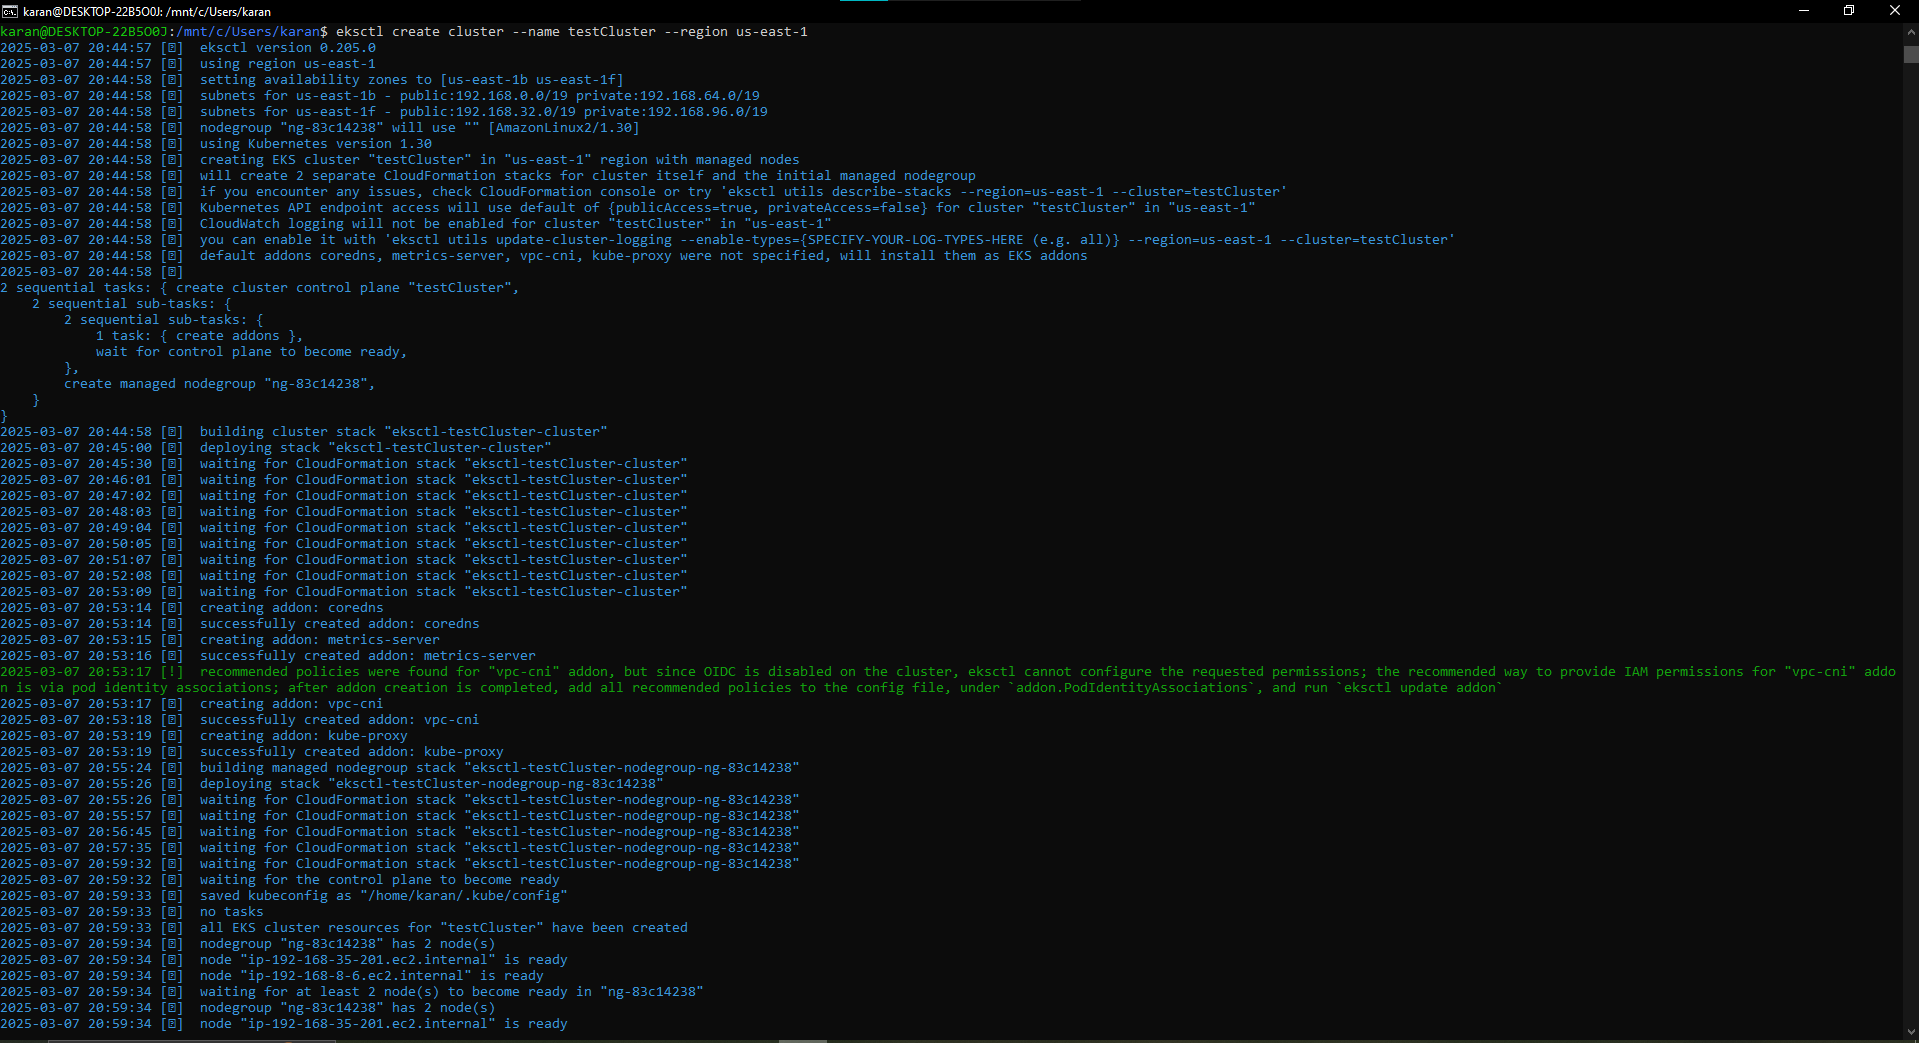 karan@DESKTOP-22B5O0J: /mnt/c/Users/karan
karan@DESKTOP-22B5O0J:/mnt/c/Users/karan$ eksctl create cluster --name testCluster --region us-east-1
2025-03-07 20:44:57 [ℹ]  eksctl version 0.205.0
2025-03-07 20:44:57 [ℹ]  using region us-east-1
2025-03-07 20:44:58 [ℹ]  setting availability zones to [us-east-1b us-east-1f]
2025-03-07 20:44:58 [ℹ]  subnets for us-east-1b - public:192.168.0.0/19 private:192.168.64.0/19
2025-03-07 20:44:58 [ℹ]  subnets for us-east-1f - public:192.168.32.0/19 private:192.168.96.0/19
2025-03-07 20:44:58 [ℹ]  nodegroup "ng-83c14238" will use "" [AmazonLinux2/1.30]
2025-03-07 20:44:58 [ℹ]  using Kubernetes version 1.30
2025-03-07 20:44:58 [ℹ]  creating EKS cluster "testCluster" in "us-east-1" region with managed nodes
2025-03-07 20:44:58 [ℹ]  will create 2 separate CloudFormation stacks for cluster itself and the initial managed nodegroup
2025-03-07 20:44:58 [ℹ]  if you encounter any issues, check CloudFormation console or try 'eksctl utils describe-stacks --region=us-east-1 --cluster=testCluster'
2025-03-07 20:44:58 [ℹ]  Kubernetes API endpoint access will use default of {publicAccess=true, privateAccess=false} for cluster "testCluster" in "us-east-1"
2025-03-07 20:44:58 [ℹ]  CloudWatch logging will not be enabled for cluster "testCluster" in "us-east-1"
2025-03-07 20:44:58 [ℹ]  you can enable it with 'eksctl utils update-cluster-logging --enable-types={SPECIFY-YOUR-LOG-TYPES-HERE (e.g. all)} --region=us-east-1 --cluster=testCluster'
2025-03-07 20:44:58 [ℹ]  default addons coredns, metrics-server, vpc-cni, kube-proxy were not specified, will install them as EKS addons
2025-03-07 20:44:58 [ℹ]
2 sequential tasks: { create cluster control plane "testCluster",
    2 sequential sub-tasks: {
        2 sequential sub-tasks: {
            1 task: { create addons },
            wait for control plane to become ready,
        },
        create managed nodegroup "ng-83c14238",
    }
}
2025-03-07 20:44:58 [ℹ]  building cluster stack "eksctl-testCluster-cluster"
2025-03-07 20:45:00 [ℹ]  deploying stack "eksctl-testCluster-cluster"
2025-03-07 20:45:30 [ℹ]  waiting for CloudFormation stack "eksctl-testCluster-cluster"
2025-03-07 20:46:01 [ℹ]  waiting for CloudFormation stack "eksctl-testCluster-cluster"
2025-03-07 20:47:02 [ℹ]  waiting for CloudFormation stack "eksctl-testCluster-cluster"
2025-03-07 20:48:03 [ℹ]  waiting for CloudFormation stack "eksctl-testCluster-cluster"
2025-03-07 20:49:04 [ℹ]  waiting for CloudFormation stack "eksctl-testCluster-cluster"
2025-03-07 20:50:05 [ℹ]  waiting for CloudFormation stack "eksctl-testCluster-cluster"
2025-03-07 20:51:07 [ℹ]  waiting for CloudFormation stack "eksctl-testCluster-cluster"
2025-03-07 20:52:08 [ℹ]  waiting for CloudFormation stack "eksctl-testCluster-cluster"
2025-03-07 20:53:09 [ℹ]  waiting for CloudFormation stack "eksctl-testCluster-cluster"
2025-03-07 20:53:14 [ℹ]  creating addon: coredns
2025-03-07 20:53:14 [ℹ]  successfully created addon: coredns
2025-03-07 20:53:15 [ℹ]  creating addon: metrics-server
2025-03-07 20:53:16 [ℹ]  successfully created addon: metrics-server
2025-03-07 20:53:17 [!]  recommended policies were found for "vpc-cni" addon, but since OIDC is disabled on the cluster, eksctl cannot configure the requested permissions; the recommended way to provide IAM permissions for "vpc-cni" addo
n is via pod identity associations; after addon creation is completed, add all recommended policies to the config file, under `addon.PodIdentityAssociations`, and run `eksctl update addon`
2025-03-07 20:53:17 [ℹ]  creating addon: vpc-cni
2025-03-07 20:53:18 [ℹ]  successfully created addon: vpc-cni
2025-03-07 20:53:19 [ℹ]  creating addon: kube-proxy
2025-03-07 20:53:19 [ℹ]  successfully created addon: kube-proxy
2025-03-07 20:55:24 [ℹ]  building managed nodegroup stack "eksctl-testCluster-nodegroup-ng-83c14238"
2025-03-07 20:55:26 [ℹ]  deploying stack "eksctl-testCluster-nodegroup-ng-83c14238"
2025-03-07 20:55:26 [ℹ]  waiting for CloudFormation stack "eksctl-testCluster-nodegroup-ng-83c14238"
2025-03-07 20:55:57 [ℹ]  waiting for CloudFormation stack "eksctl-testCluster-nodegroup-ng-83c14238"
2025-03-07 20:56:45 [ℹ]  waiting for CloudFormation stack "eksctl-testCluster-nodegroup-ng-83c14238"
2025-03-07 20:57:35 [ℹ]  waiting for CloudFormation stack "eksctl-testCluster-nodegroup-ng-83c14238"
2025-03-07 20:59:32 [ℹ]  waiting for CloudFormation stack "eksctl-testCluster-nodegroup-ng-83c14238"
2025-03-07 20:59:32 [ℹ]  waiting for the control plane to become ready
2025-03-07 20:59:33 [ℹ]  saved kubeconfig as "/home/karan/.kube/config"
2025-03-07 20:59:33 [ℹ]  no tasks
2025-03-07 20:59:33 [ℹ]  all EKS cluster resources for "testCluster" have been created
2025-03-07 20:59:34 [ℹ]  nodegroup "ng-83c14238" has 2 node(s)
2025-03-07 20:59:34 [ℹ]  node "ip-192-168-35-201.ec2.internal" is ready
2025-03-07 20:59:34 [ℹ]  node "ip-192-168-8-6.ec2.internal" is ready
2025-03-07 20:59:34 [ℹ]  waiting for at least 2 node(s) to become ready in "ng-83c14238"
2025-03-07 20:59:34 [ℹ]  nodegroup "ng-83c14238" has 2 node(s)
2025-03-07 20:59:34 [ℹ]  node "ip-192-168-35-201.ec2.internal" is ready